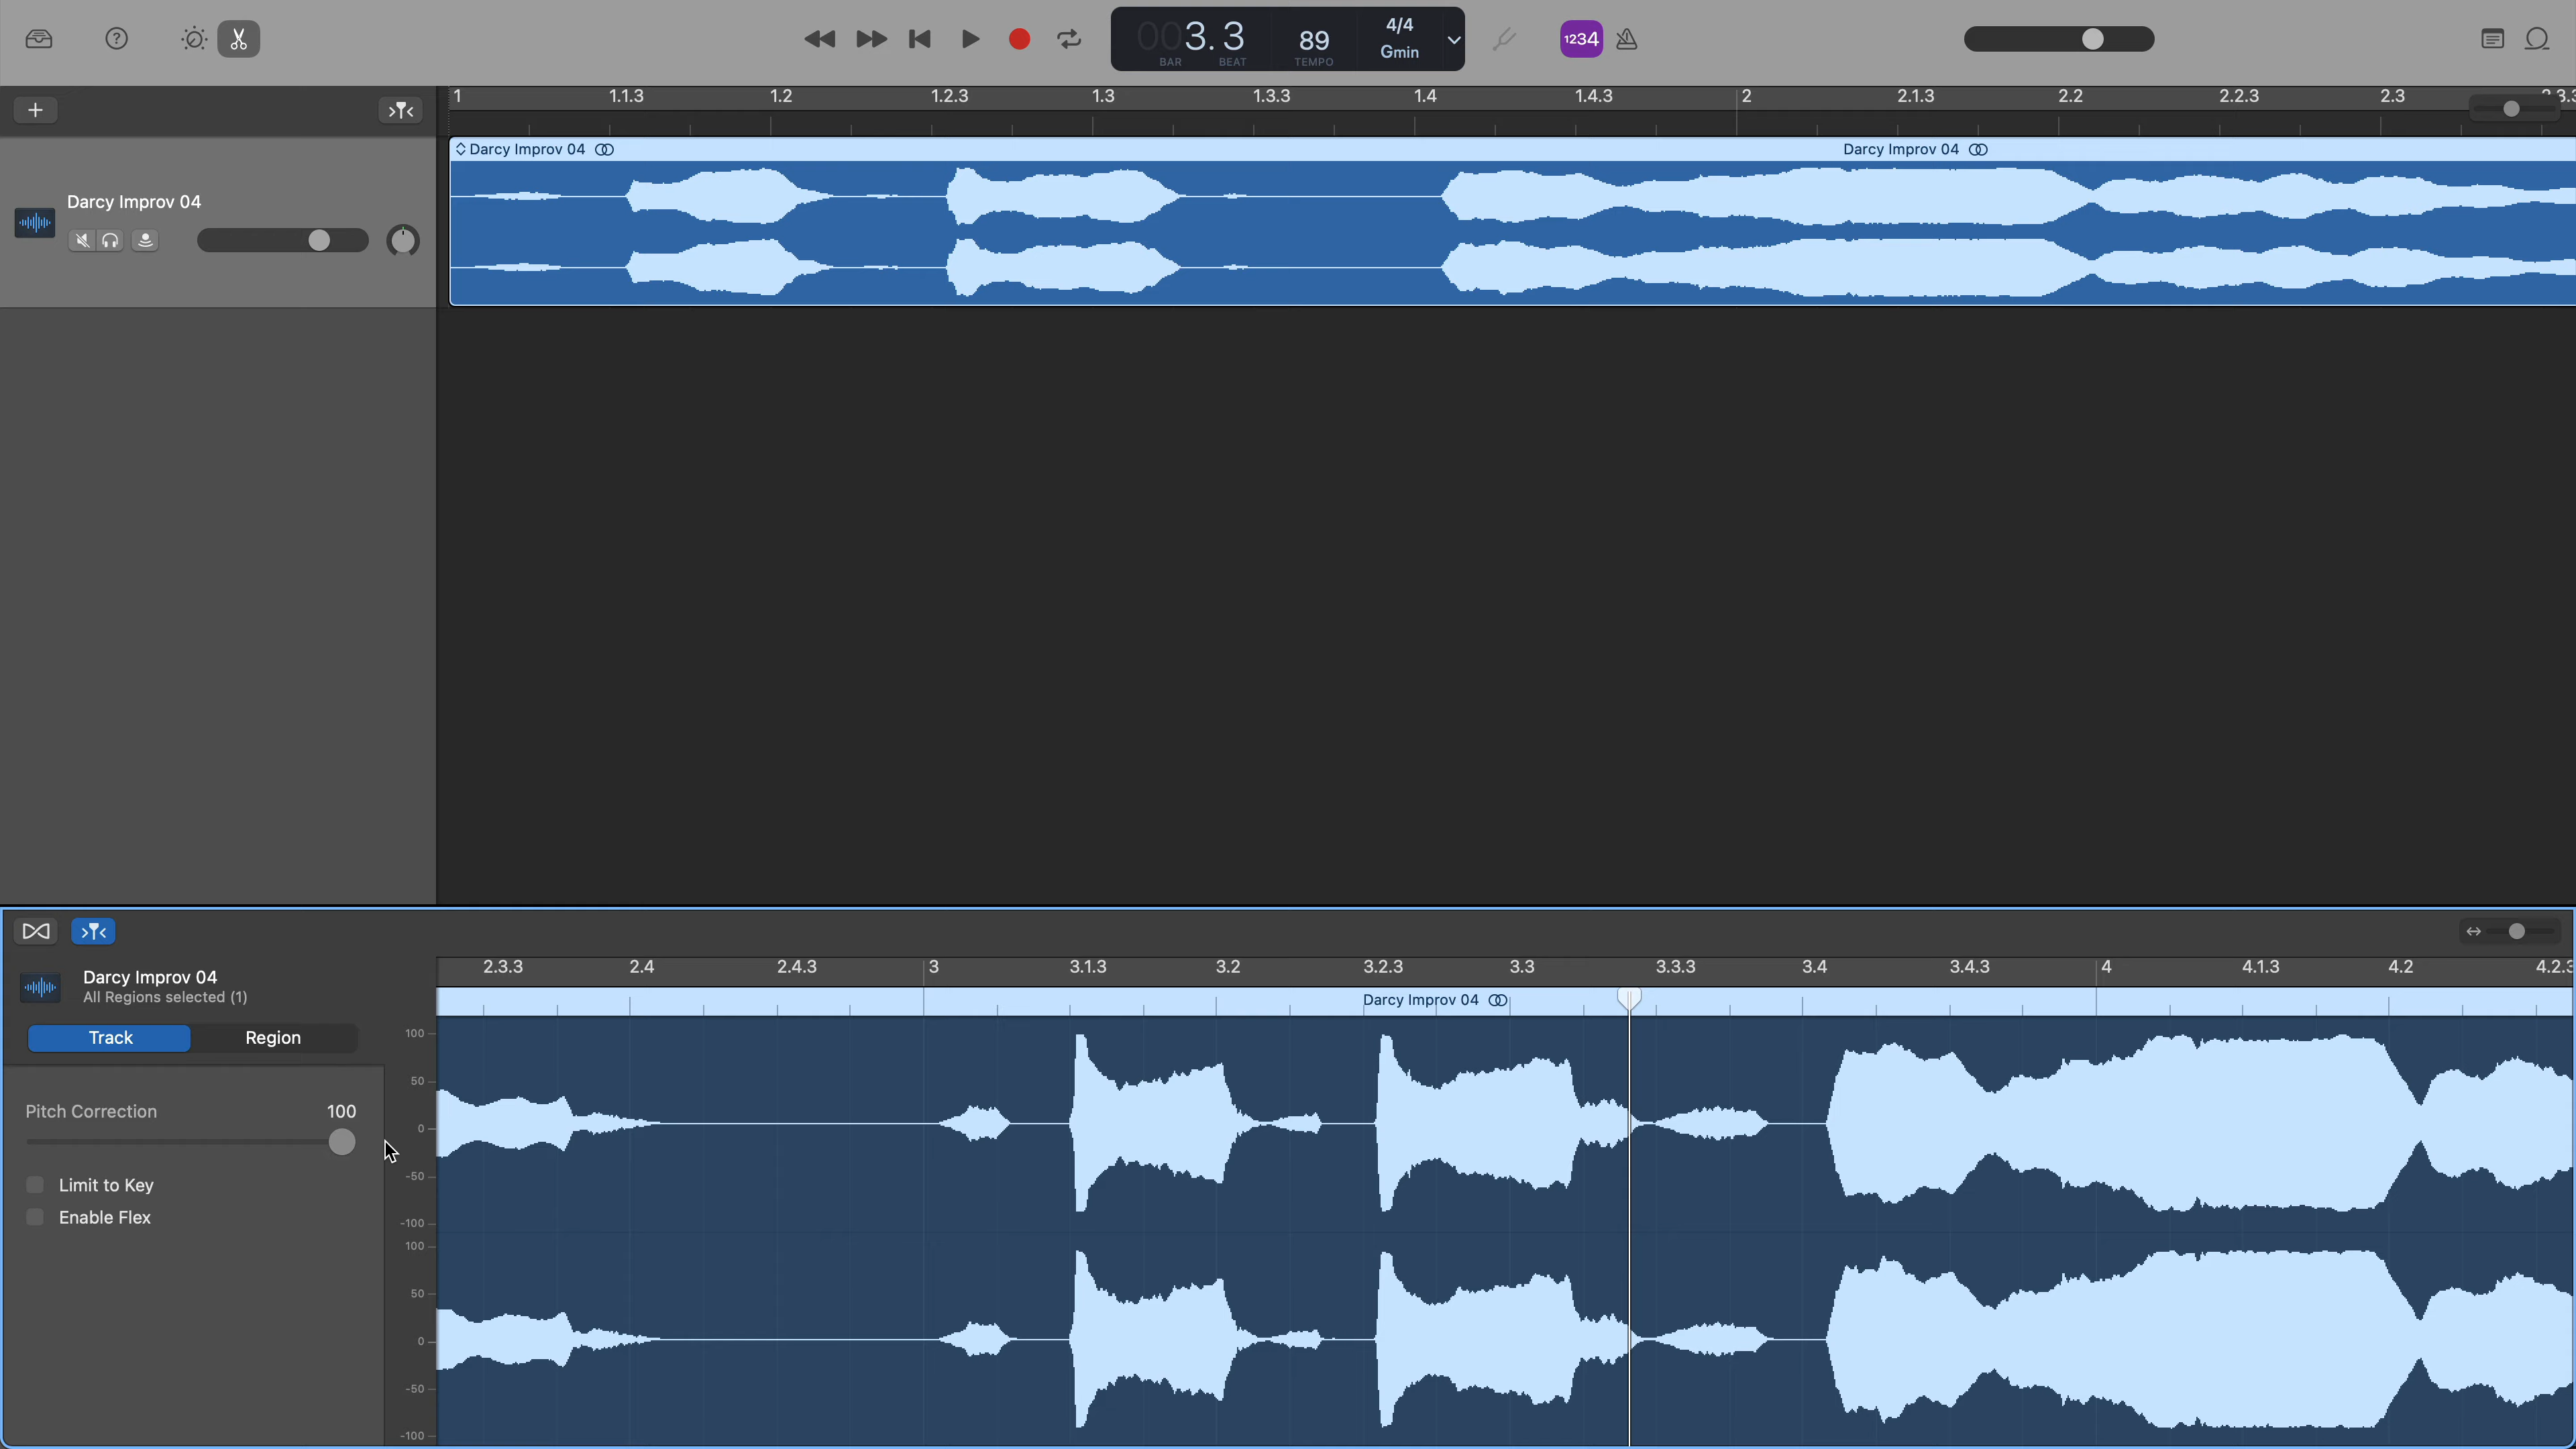 003. 3
BAR BEAT
89
TEMPO
4/4
Gmin
1234
1 1.1.3 1.2 1.2.3 1.3 1.3.3 1.4 1.4.3 2 2.1.3 2.2 2.2.3 2.3
Darcy Improv 04 Darcy Improv 04
Darcy Improv 04
2.3.3 2.4 2.4.3 3 3.1.3 3.2 3.2.3 3.3 3.3.3 3.4 3.4.3 4 4.1.3 4.2
Darcy Improv 04
All Regions selected (1)
Darcy Improv 04
Track Region
Pitch Correction 100
Limit to Key
Enable Flex
100
50
0
-50
-100
100
50
0
-50
-100